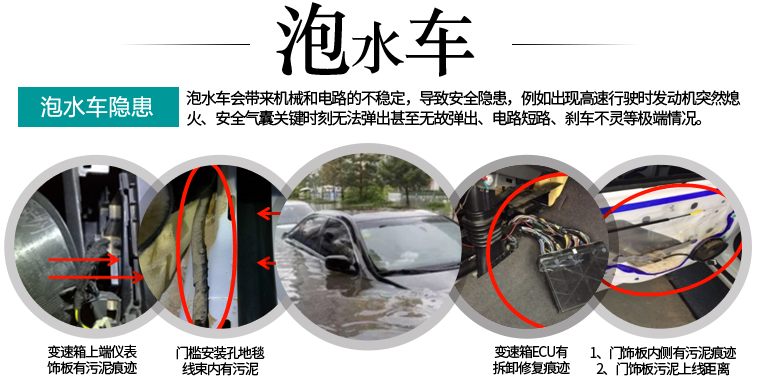 泡水车
泡水车隐患
泡水车会带来机械和电路的不稳定，导致安全隐患，例如出现高速行驶时发动机突然熄
火、安全气囊关键时刻无法弹出甚至无故弹出、电路短路、刹车不灵等极端情况。
变速箱上端仪表
饰板有污泥痕迹
门槛安装孔地毯
线束内有污泥
变速箱ECU有
拆卸修复痕迹
1、门饰板内侧有污泥痕迹
2、门饰板污泥上线距离